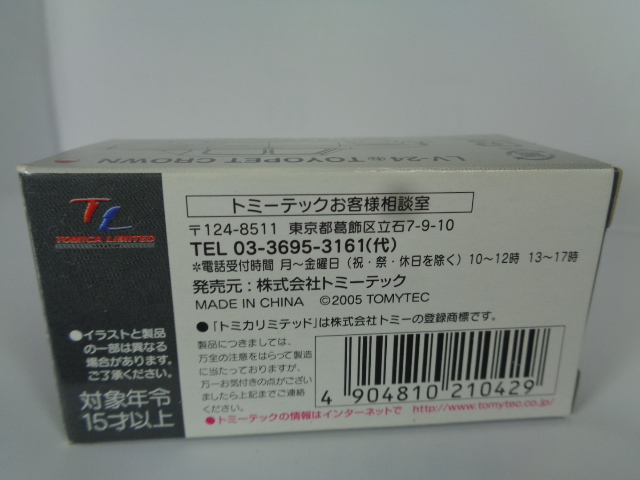 LV-24 TOYOPET CROWN
TL
TOMICA LIMITED
トミーテックお客様相談室
〒124-8511 東京都葛飾区立石7-9-10
TEL 03-3695-3161(代)
*電話受付時間 月〜金曜日(祝・祭・休日を除く)10〜12時 13〜17時
発売元：株式会社トミーテック
MADE IN CHINA ©2005 TOMYTEC
●「トミカリミテッド」は株式会社トミーの登録商標です。
●イラストと製品
の一部は異なる
場合があります。
ご了承ください。
対象年令
15才以上
製品につきましては、
万全の注意をはらって製造
に当たっておりますが、
万一お気付きの点がござい
ましたら上記までご連絡
ください。
4 904810 210429
●トミーテックの情報はインターネットで http://www.tomytec.co.jp/